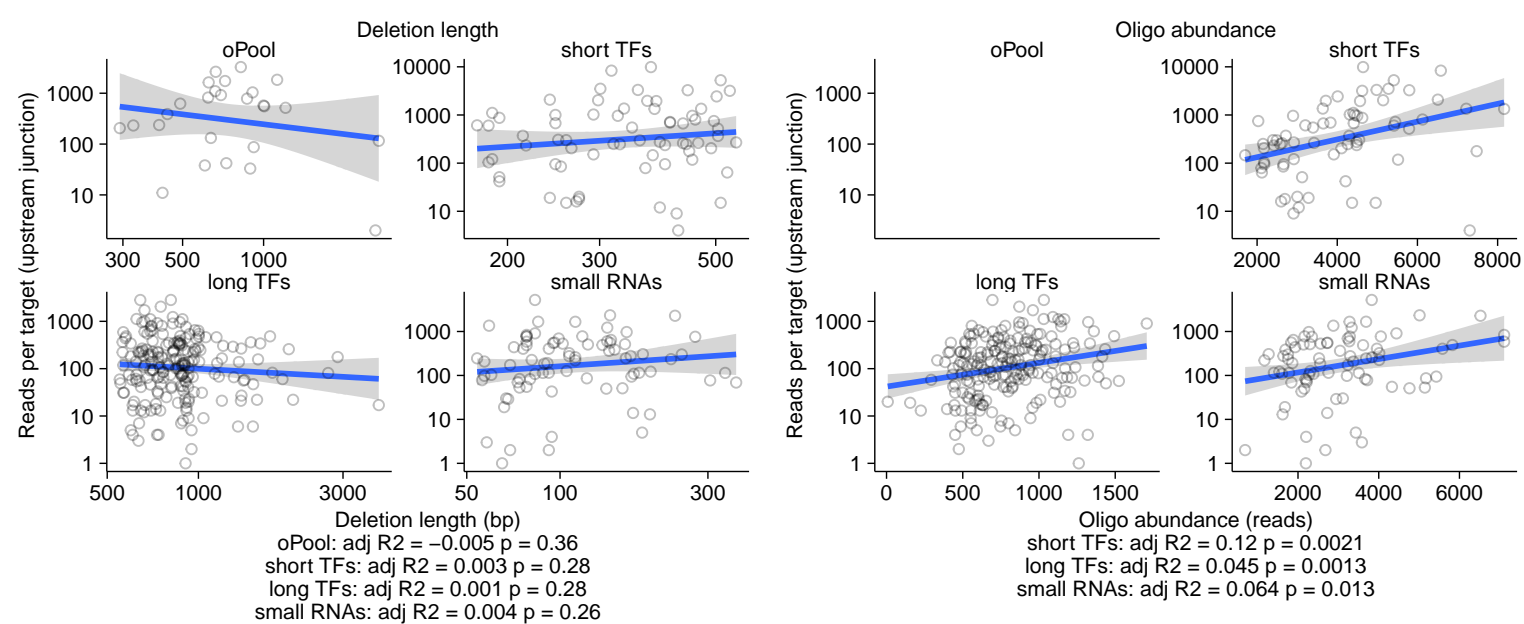 Deletion length
oPool
short TFs
Reads per target (upstream junction)
1000
100
10
300 500 1000
10000
1000
100
10
200 300 500
long TFs
small RNAs
1000
100
10
1
500 1000 3000
1000
100
10
1
50 100 300
Deletion length (bp)
oPool: adj R2 = −0.005 p = 0.36
short TFs: adj R2 = 0.003 p = 0.28
long TFs: adj R2 = 0.001 p = 0.28
small RNAs: adj R2 = 0.004 p = 0.26
Oligo abundance
oPool
short TFs
Reads per target (upstream junction)
1000
100
10
10000
1000
100
10
2000 4000 6000 8000
long TFs
small RNAs
1000
100
10
1
0 500 1000 1500
1000
100
10
1
2000 4000 6000
Oligo abundance (reads)
short TFs: adj R2 = 0.12 p = 0.0021
long TFs: adj R2 = 0.045 p = 0.0013
small RNAs: adj R2 = 0.064 p = 0.013